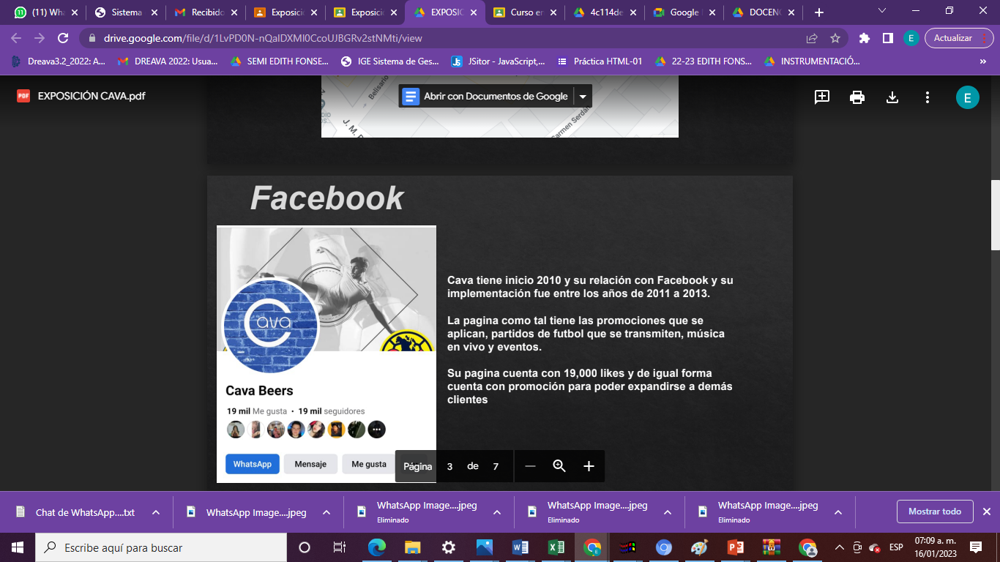 (11) Wha
Sistema
Recibido
Exposici
Exposici
EXPOSIC
Curso en
4c114de
Google
DOCENC
drive.google.com/file/d/1LvPD0N-nQaIDXMI0CcoUJBGRv2stNMti/view
E
Actualizar
Dreava3.2_2022: A...
DREAVA 2022: Usua...
SEMI EDITH FONSE...
IGE Sistema de Ges...
JSitor - JavaScript,...
Práctica HTML-01
22-23 EDITH FONS...
INSTRUMENTACIÓ...
»
PDF
EXPOSICIÓN CAVA.pdf
Abrir con Documentos de Google
E
Belisario
J. M.
Carmen Serdán
Facebook
Cava tiene inicio 2010 y su relación con Facebook y su
implementación fue entre los años de 2011 a 2013.
La pagina como tal tiene las promociones que se
aplican, partidos de futbol que se transmiten, música
en vivo y eventos.
Su pagina cuenta con 19,000 likes y de igual forma
cuenta con promoción para poder expandirse a demás
clientes
Cava
Cava Beers
19 mil Me gusta • 19 mil seguidores
WhatsApp
Mensaje
Me gusta
Página 3 de 7
Chat de WhatsApp....txt
WhatsApp Image....jpeg
WhatsApp Image....jpeg
Eliminado
WhatsApp Image....jpeg
Eliminado
WhatsApp Image....jpeg
Eliminado
Mostrar todo
Escribe aquí para buscar
ESP
07:09 a. m.
16/01/2023